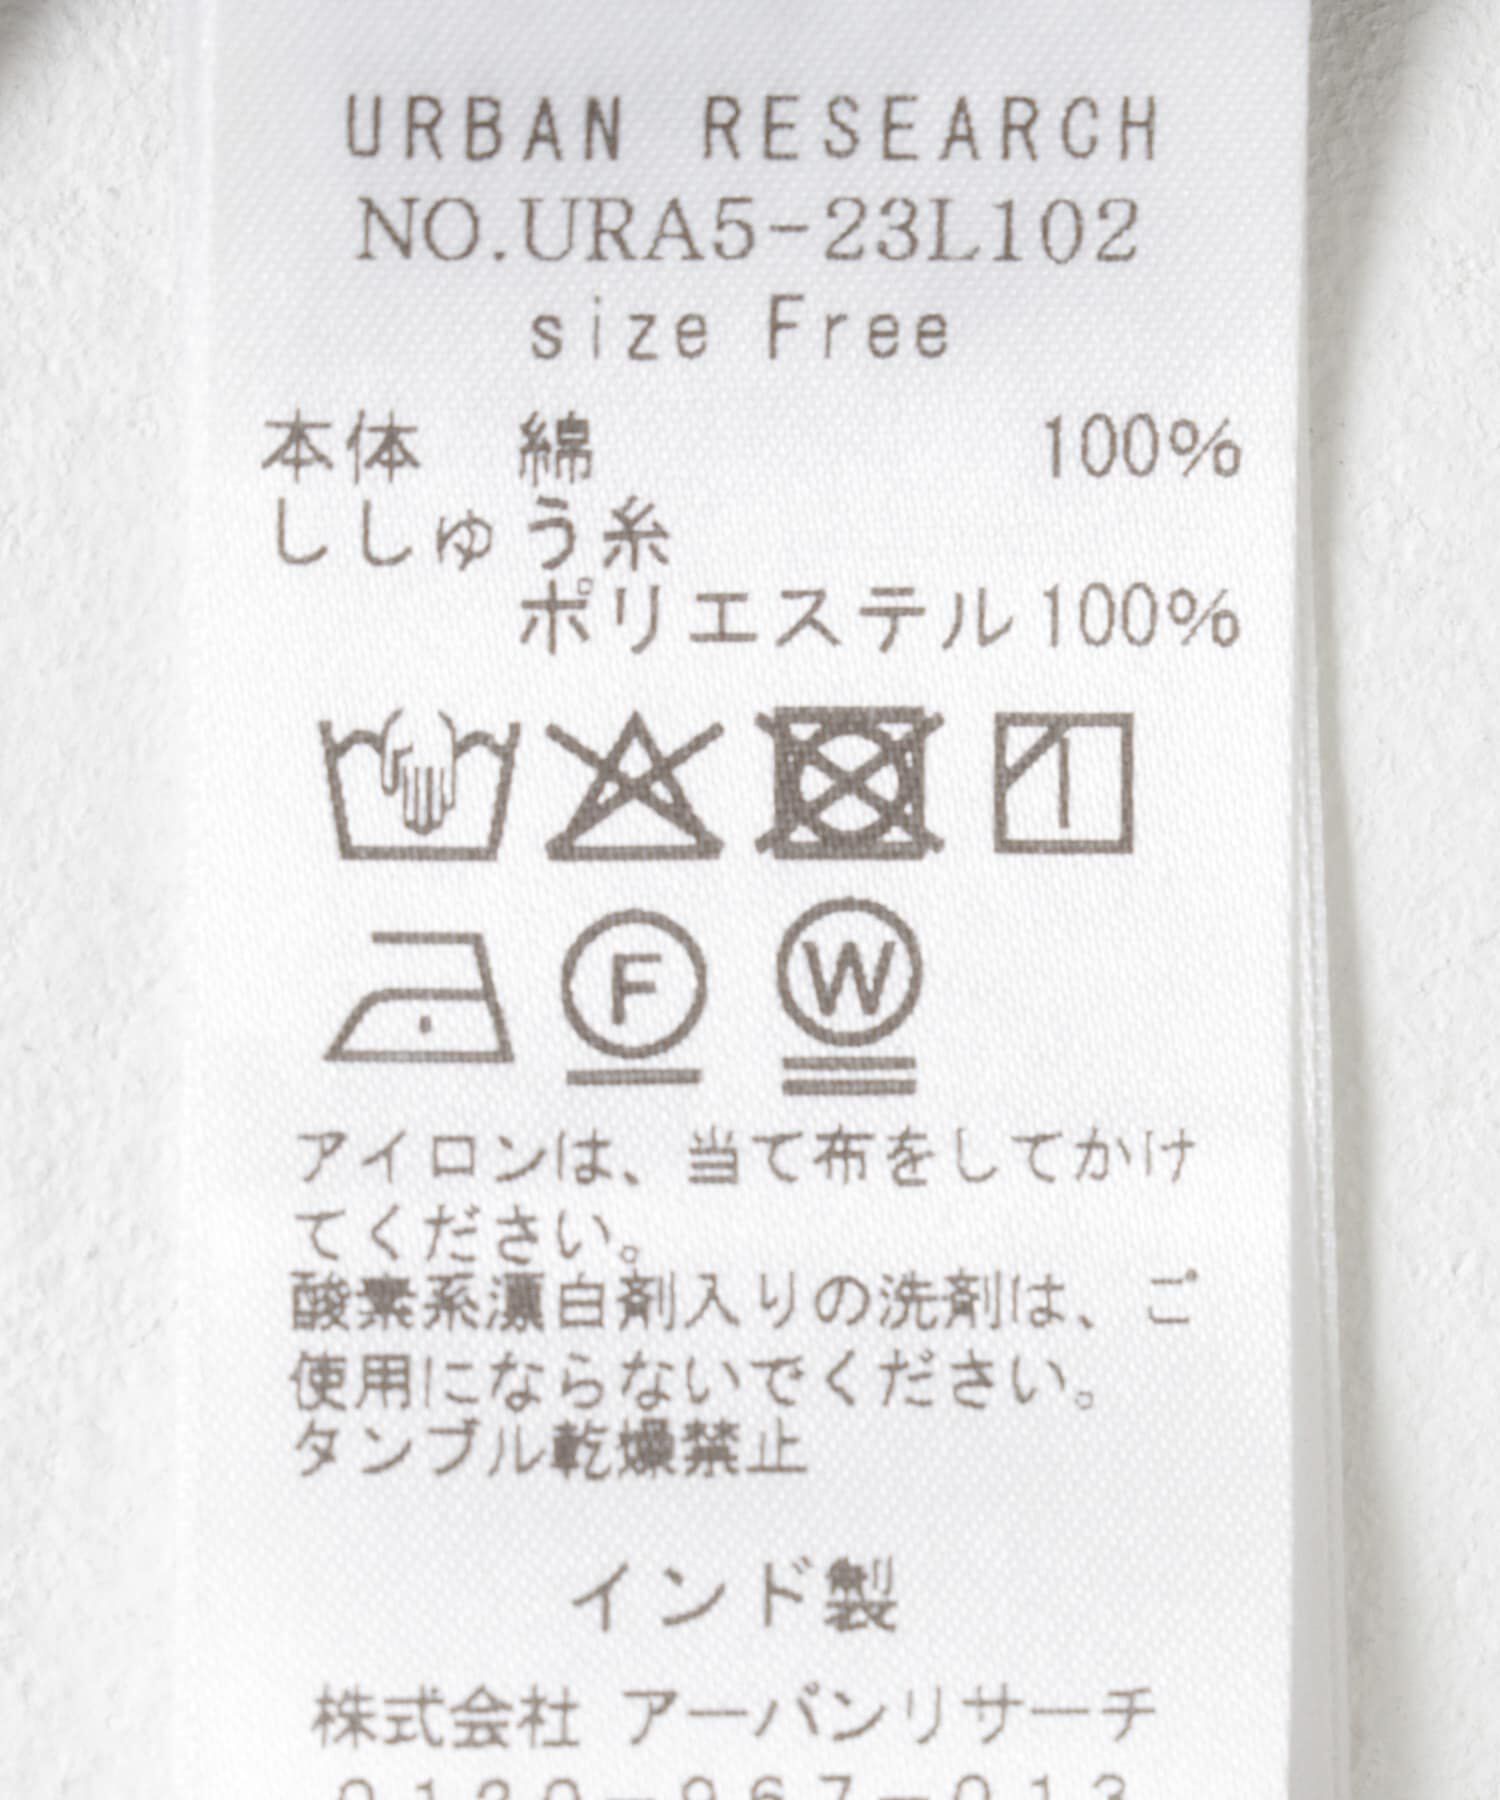 URBAN RESEARCH
NO.URA5-23L102
size Free
本体 綿 100%
ししゅう糸
ポリエステル100%
F W
アイロンは、当て布をしてかけ
てください。
酸素系漂白剤入りの洗剤は、ご
使用にならないでください。
タンブル乾燥禁止
インド製
株式会社 アーバンリサーチ